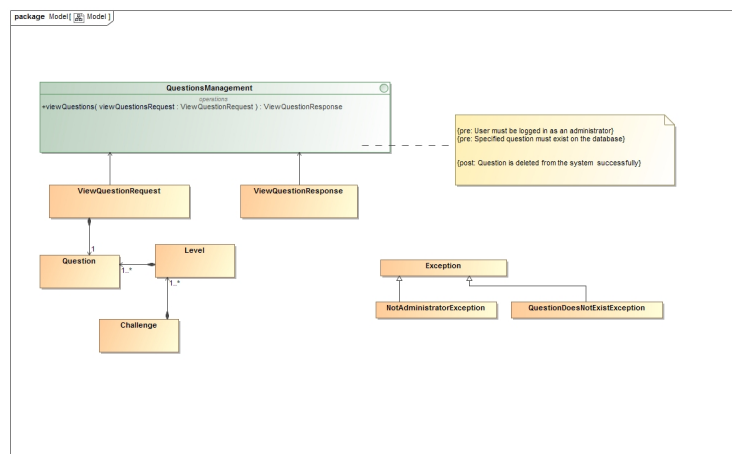 package Model[ Model ]
QuestionsManagement
operations
+viewQuestions( viewQuestionsRequest : ViewQuestionRequest ) : ViewQuestionResponse
{pre: User must be logged in as an administrator}
{pre: Specified question must exist on the database}
{post: Question is deleted from the system successfully}
ViewQuestionRequest
ViewQuestionResponse
1
Question
Level
1..*
1..*
Challenge
Exception
NotAdministratorException
QuestionDoesNotExistException